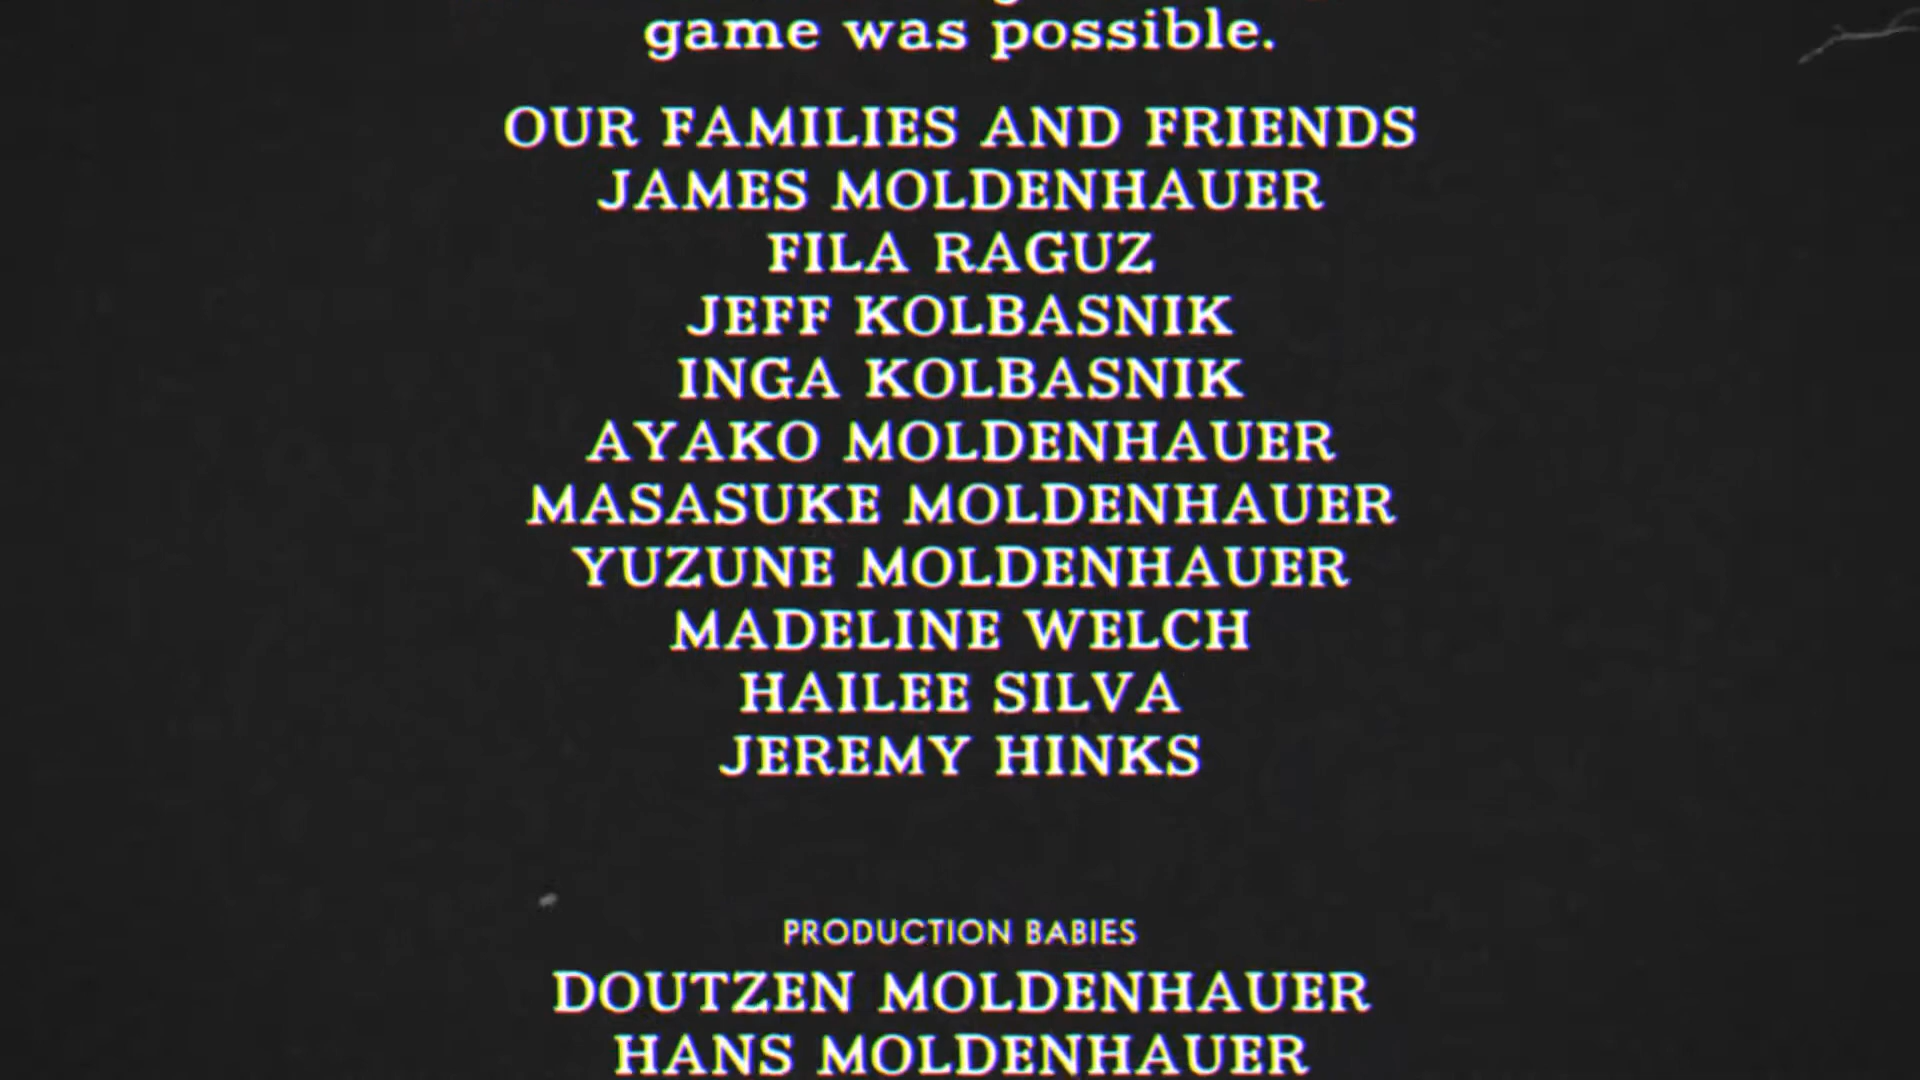 game was possible.
OUR FAMILIES AND FRIENDS
JAMES MOLDENHAUER
FILA RAGUZ
JEFF KOLBASNIK
INGA KOLBASNIK
AYAKO MOLDENHAUER
MASASUKE MOLDENHAUER
YUZUNE MOLDENHAUER
MADELINE WELCH
HAILEE SILVA
JEREMY HINKS
PRODUCTION BABIES
DOUTZEN MOLDENHAUER
HANS MOLDENHAUER